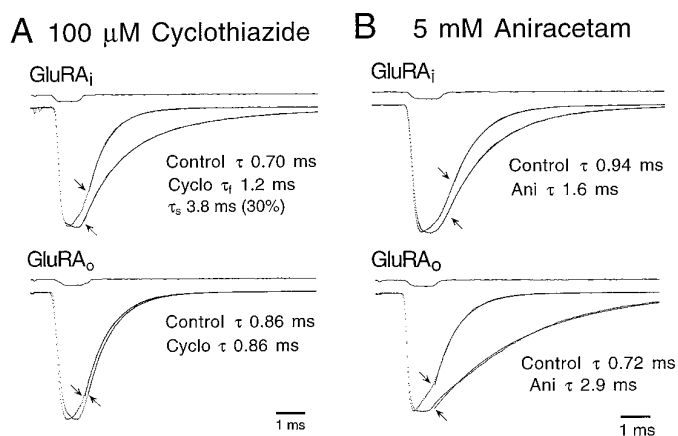 A 100 μM Cyclothiazide
GluRAi
Control τ 0.70 ms
Cyclo τf 1.2 ms
τs 3.8 ms (30%)
GluRAo
Control τ 0.86 ms
Cyclo τ 0.86 ms
1 ms
B 5 mM Aniracetam
GluRAi
Control τ 0.94 ms
Ani τ 1.6 ms
GluRAo
Control τ 0.72 ms
Ani τ 2.9 ms
1 ms